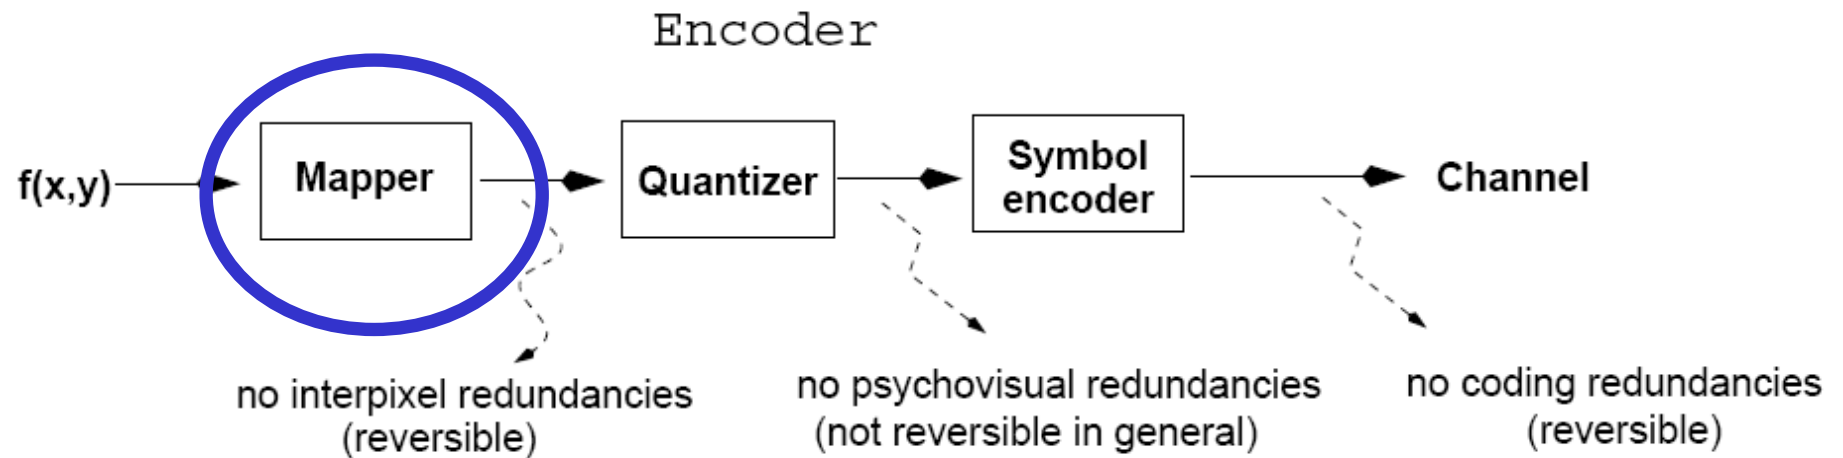 Encoder
f(x,y)
Mapper
Quantizer
Symbol
encoder
Channel
no interpixel redundancies
(reversible)
no psychovisual redundancies
(not reversible in general)
no coding redundancies
(reversible)